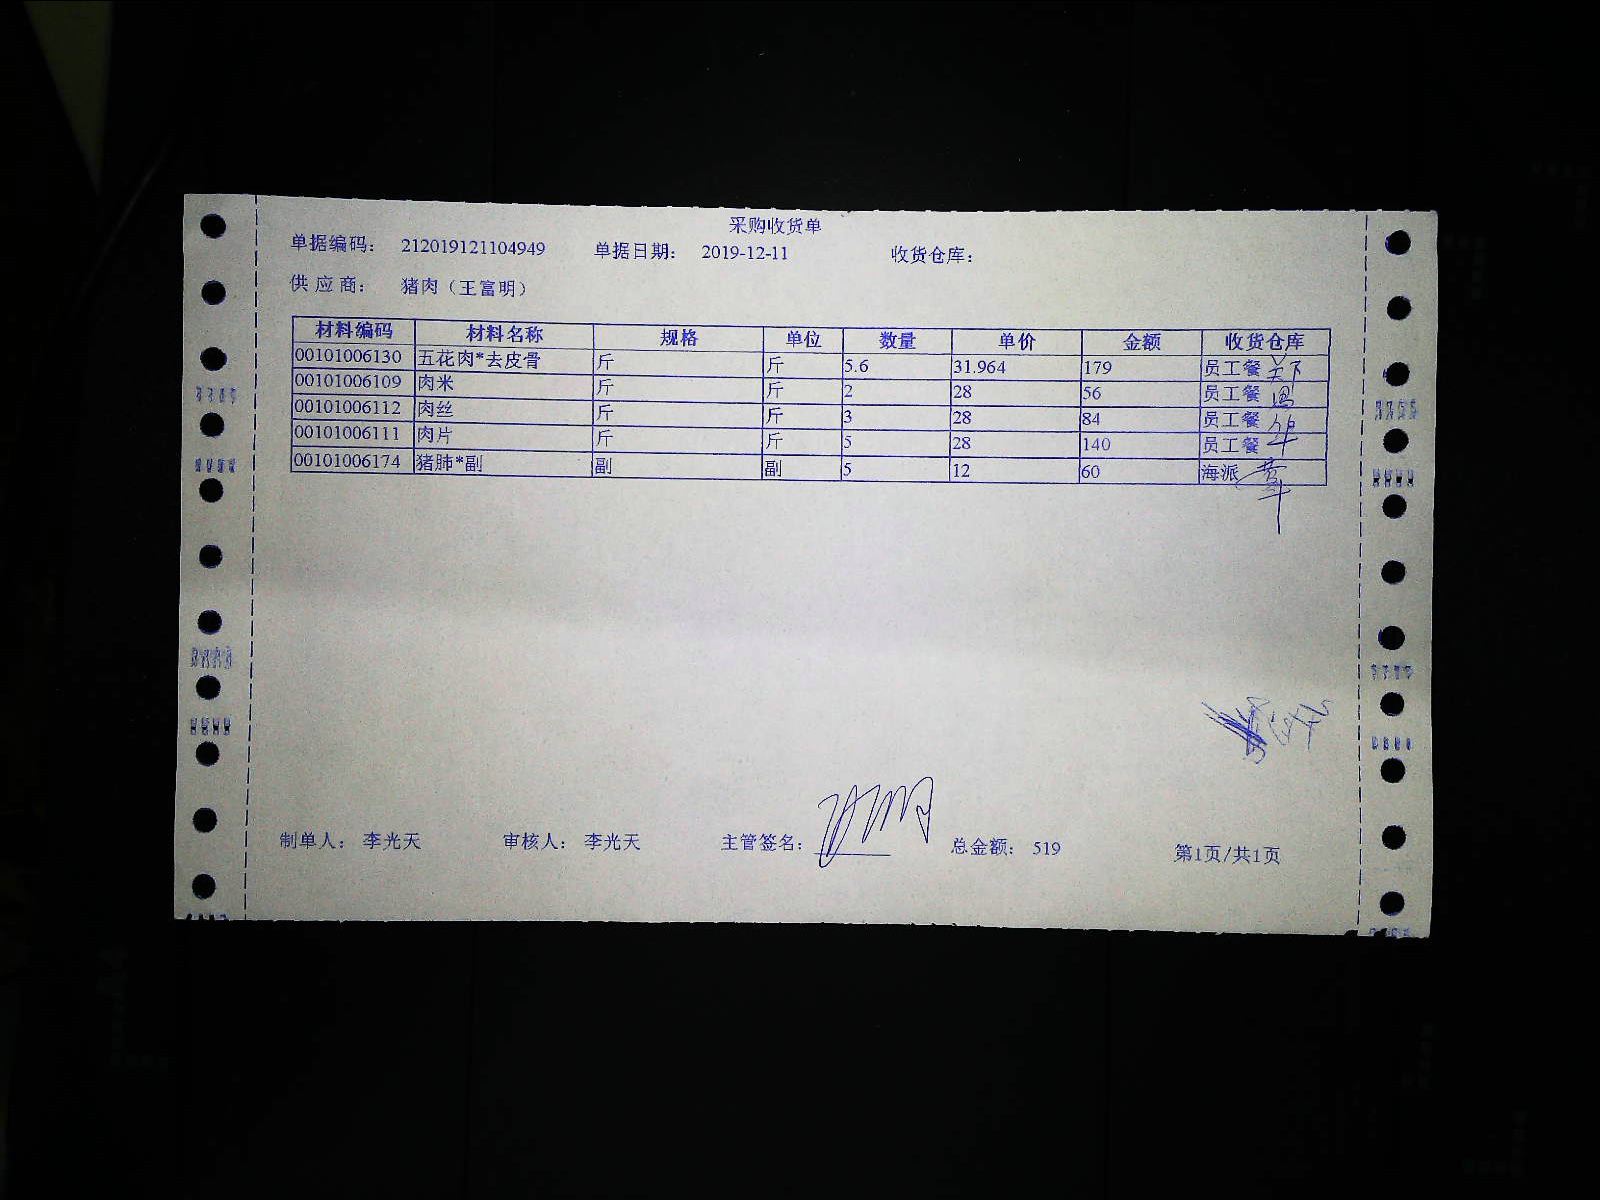 采购收货单
单据编码： 212019121104949 单据日期： 2019-12-11 收货仓库：
供应商： 猪肉（王富明）
材料编码 材料名称 规格 单位 数量 单价 金额 收货仓库
00101006130 五花肉*去皮骨 斤 斤 5.6 31.964 179 员工餐
00101006109 肉米 斤 斤 2 28 56 员工餐
00101006112 肉丝 斤 斤 3 28 84 员工餐
00101006111 肉片 斤 斤 5 28 140 员工餐
00101006174 猪肺*副 副 副 5 12 60 海派
制单人： 李光天 审核人： 李光天 主管签名： 总金额： 519 第1页/共1页